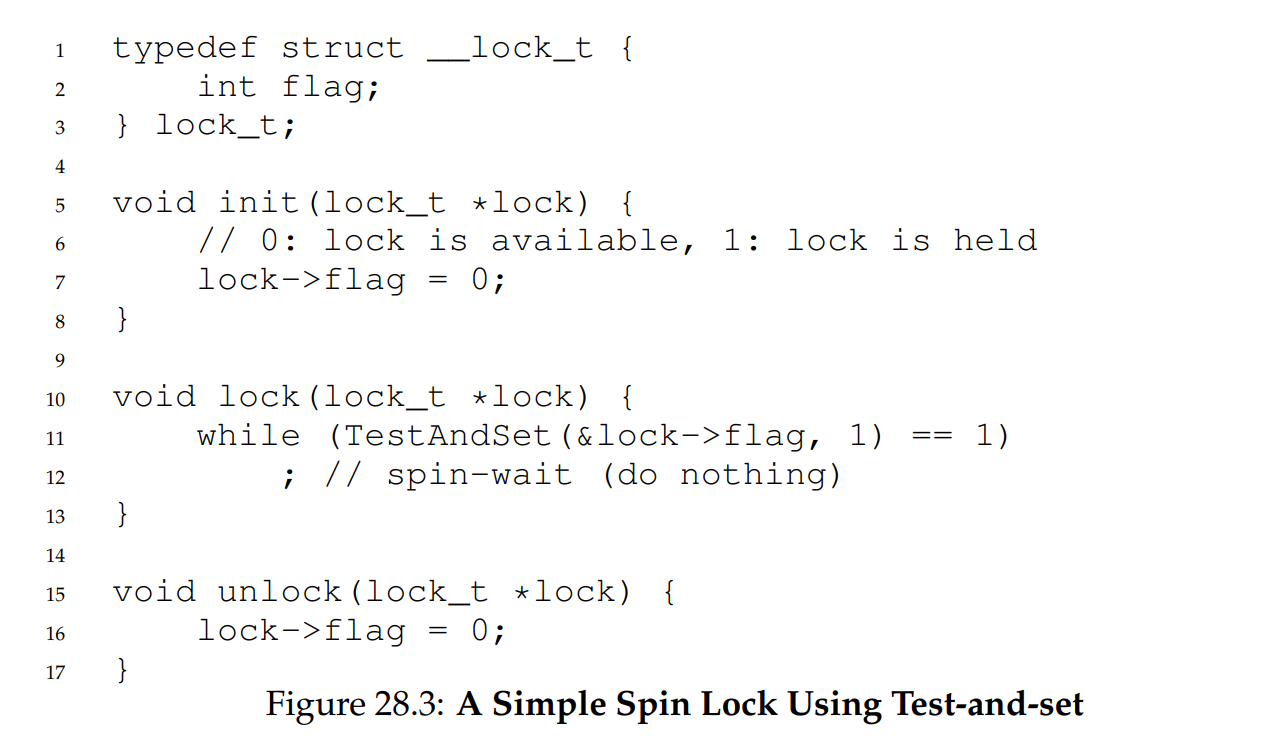 1 typedef struct __lock_t {
2     int flag;
3 } lock_t;
4
5 void init(lock_t *lock) {
6     // 0: lock is available, 1: lock is held
7     lock->flag = 0;
8 }
9
10 void lock(lock_t *lock) {
11     while (TestAndSet(&lock->flag, 1) == 1)
12         ; // spin-wait (do nothing)
13 }
14
15 void unlock(lock_t *lock) {
16     lock->flag = 0;
17 }
Figure 28.3: A Simple Spin Lock Using Test-and-set